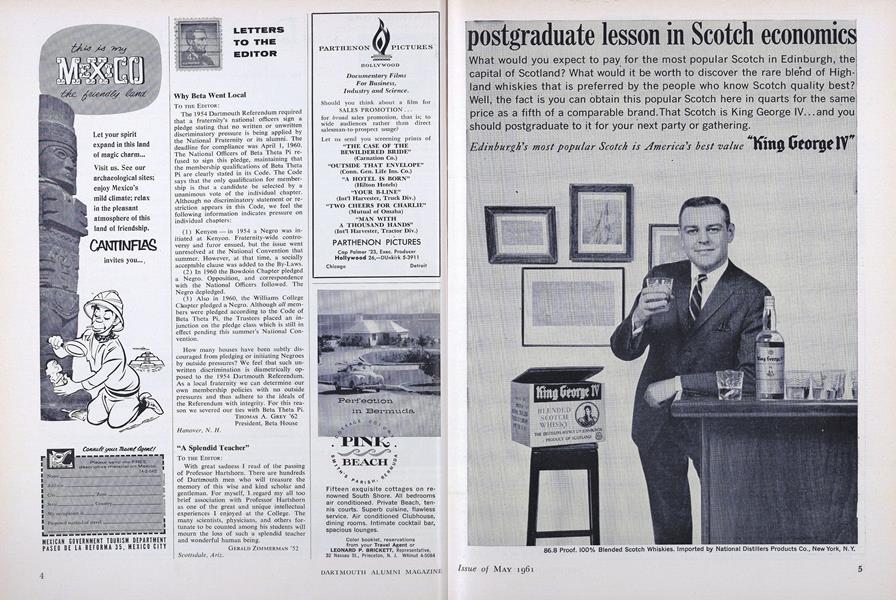 this is my
MEXICO
the friendly land
Let your spirit
expand in this land
of magic charm...
Visit us. See our
archaeological sites;
enjoy Mexico's
mild climate; relax
in the pleasant
atmosphere of this
land of friendship.
CANTINFLAS
invites you...
Consult your Travel Agent!
Please send me FREE
descriptive material on Mexico.
Name
Address
City
MEXICAN GOVERNMENT TOURISM DEPARTMENT
PASEO DE LA REFORMA 35, MEXICO CITY
4
LETTERS
TO THE
EDITOR
Why Beta Went Local
TO THE EDITOR:
The 1954 Dartmouth Referendum required
that a fraternity's national officers sign a
pledge stating that no written or unwritten
discriminatory pressure is being applied by
the National Fraternity or its alumni. The
deadline for compliance was April 1, 1960.
The National Officers of Beta Theta Pi re-
fused to sign this pledge, maintaining that
the membership qualifications of Beta Theta
Pi are clearly stated in its Code. The Code
says that the only qualification for member-
ship is that a candidate be selected by a
unanimous vote of the individual chapter.
Although no discriminatory statement or re-
striction appears in this Code, we feel the
following information indicates pressure on
individual chapters:
(1) Kenyon — in 1954 a Negro was in-
itiated at Kenyon. Fraternity-wide contro-
versy and furor ensued, but the issue went
unresolved at the National Convention that
summer. However, at that time, a socially
acceptable clause was added to the By-Laws.
(2) In 1960 the Bowdoin Chapter pledged
a Negro. Opposition, and correspondence
with the National Officers followed. The
Negro depledged.
(3) Also in 1960, the Williams College
Chapter pledged a Negro. Although all mem-
bers were pledged according to the Code of
Beta Theta Pi, the Trustees placed an in-
junction on the pledge class which is still in
effect pending this summer's National Con-
vention.
How many houses have been subtly dis-
couraged from pledging or initiating Negroes
by outside pressures? We feel that such un-
written discrimination is diametrically op-
posed to the 1954 Dartmouth Referendum.
As a local fraternity we can determine our
own membership policies with no outside
pressures and thus adhere to the ideals of
the Referendum with integrity. For this rea-
son we severed our ties with Beta Theta Pi.
THOMAS A. GREY '62
President, Beta House
Hanover, N. H.
"A Splendid Teacher"
TO THE EDITOR:
With great sadness I read of the passing
of Professor Hartshorn. There are hundreds
of Dartmouth men who will treasure the
memory of this wise and kind scholar and
gentleman. For myself, I regard my all too
brief association with Professor Hartshorn
as one of the great and unique intellectual
experiences I enjoyed at the College. The
many scientists, physicians, and others for-
tunate to be counted among his students will
mourn the loss of such a splendid teacher
and wonderful human being.
GERALD ZIMMERMAN '52
Scottsdale, Ariz.
PARTHENON PICTURES
HOLLYWOOD
Documentary Films
For Business,
Industry and Science.
Should you think about a film for
SALES PROMOTION . . .
for broad sales promotion, that is; to
wide audiences rather than direct
salesman-to-prospect usage?
Let us send you screening prints of
"THE CASE OF THE
BEWILDERED BRIDE"
(Carnation Co.)
"OUTSIDE THAT ENVELOPE"
(Conn. Gen. Life Ins. Co.)
"A HOTEL IS BORN"
(Hilton Hotels)
"YOUR B-LINE"
(Int'l Harvester, Truck Div.)
"TWO CHEERS FOR CHARLIE"
(Mutual of Omaha)
"MAN WITH
A THOUSAND HANDS"
(Int'l Harvester, Tractor Div.)
PARTHENON PICTURES
Cap Palmer '23, Exec. Producer
Hollywood 26,—DUnkirk 5-3911
Chicago Detroit
Perfection
in Bermuda
COTTAGE COLONY
PINK
BEACH
SMITH'S PARISH, BERMUDA
Fifteen exquisite cottages on re-
nowned South Shore. All bedrooms
air conditioned. Private Beach, ten-
nis courts. Superb cuisine, flawless
service. Air conditioned Clubhouse,
dining rooms. Intimate cocktail bar,
spacious lounges.
Color booklet, reservations
from your Travel Agent or
LEONARD P. BRICKETT, Representative,
32 Nassau St., Princeton, N. J. WAlnut 4-5084
DARTMOUTH ALUMNI MAGAZINE
postgraduate lesson in Scotch economics
What would you expect to pay for the most popular Scotch in Edinburgh, the
capital of Scotland? What would it be worth to discover the rare blend of High-
land whiskies that is preferred by the people who know Scotch quality best?
Well, the fact is you can obtain this popular Scotch here in quarts for the same
price as a fifth of a comparable brand. That Scotch is King George IV...and you
should postgraduate to it for your next party or gathering.
Edinburgh's most popular Scotch is America's best value "King George IV"
King George IV
BLENDED
SCOTCH
WHISKY
THE DISTILLERS AGENCY LTD EDINBURGH
PRODUCT OF SCOTLAND
King George IV
86.8 Proof. 100% Blended Scotch Whiskies. Imported by National Distillers Products Co., New York, N. Y.
Issue of MAY 1961
5